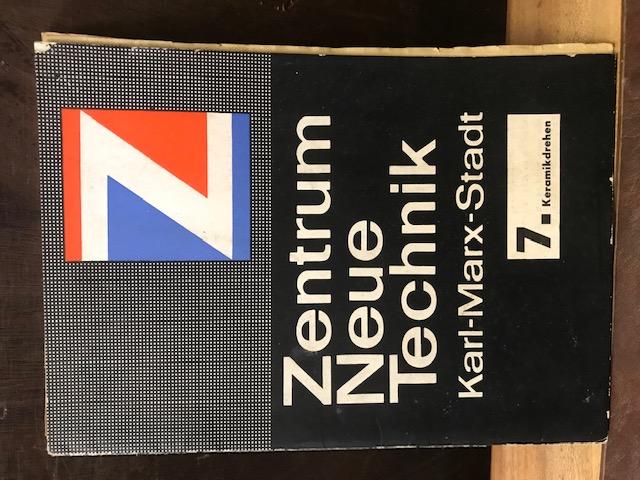 Z
Zentrum
Neue
Technik
Karl-Marx-Stadt
7. Keramikdrehen